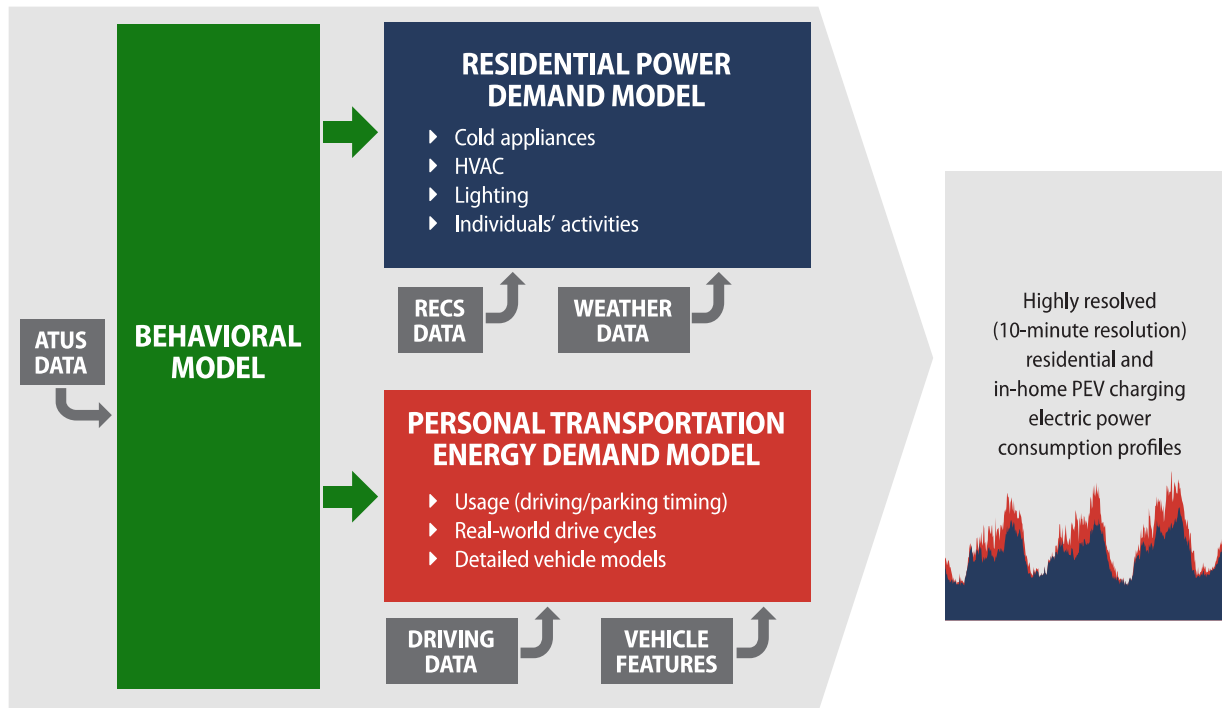 ATUS
DATA
BEHAVIORAL
MODEL
RESIDENTIAL POWER
DEMAND MODEL
Cold appliances
HVAC
Lighting
Individuals’ activities
RECS
DATA
WEATHER
DATA
PERSONAL TRANSPORTATION
ENERGY DEMAND MODEL
Usage (driving/parking timing)
Real-world drive cycles
Detailed vehicle models
DRIVING
DATA
VEHICLE
FEATURES
Highly resolved
(10-minute resolution)
residential and
in-home PEV charging
electric power
consumption profiles